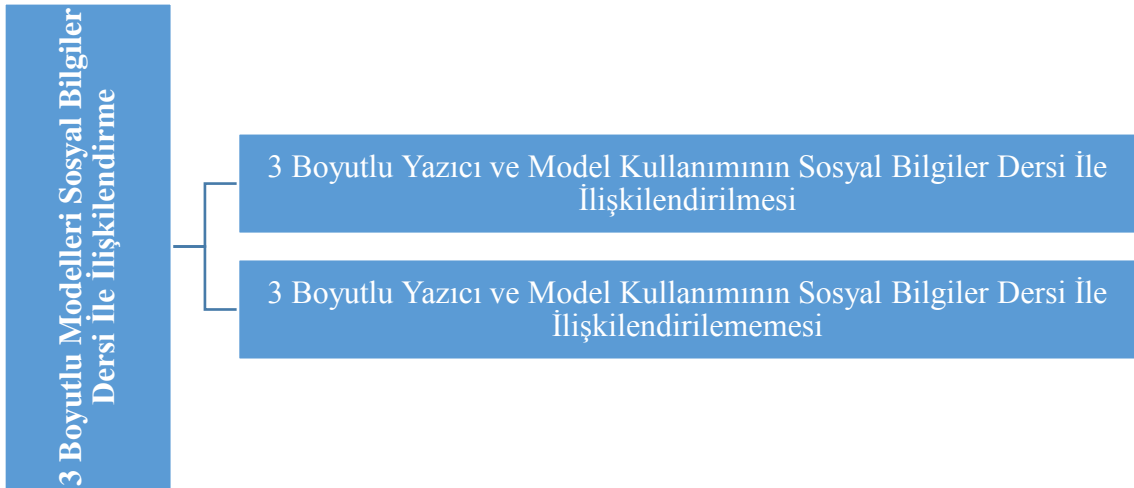 3 Boyutlu Modelleri Sosyal Bilgiler
Dersi İle İlişkilendirme
3 Boyutlu Yazıcı ve Model Kullanımının Sosyal Bilgiler Dersi İle
İlişkilendirilmesi
3 Boyutlu Yazıcı ve Model Kullanımının Sosyal Bilgiler Dersi İle
İlişkilendirilememesi